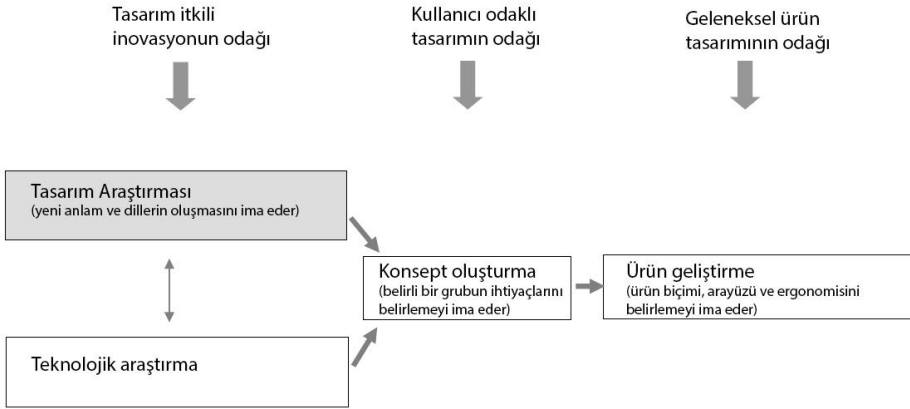 Tasarım itkili
inovasyonun odağı
Kullanıcı odaklı
tasarımın odağı
Geleneksel ürün
tasarımının odağı
Tasarım Araştırması
(yeni anlam ve dillerin oluşmasını ima eder)
Konsept oluşturma
(belirli bir grubun ihtiyaçlarını
belirlemeyi ima eder)
Ürün geliştirme
(ürün biçimi, arayüzü ve ergonomisini
belirlemeyi ima eder)
Teknolojik araştırma